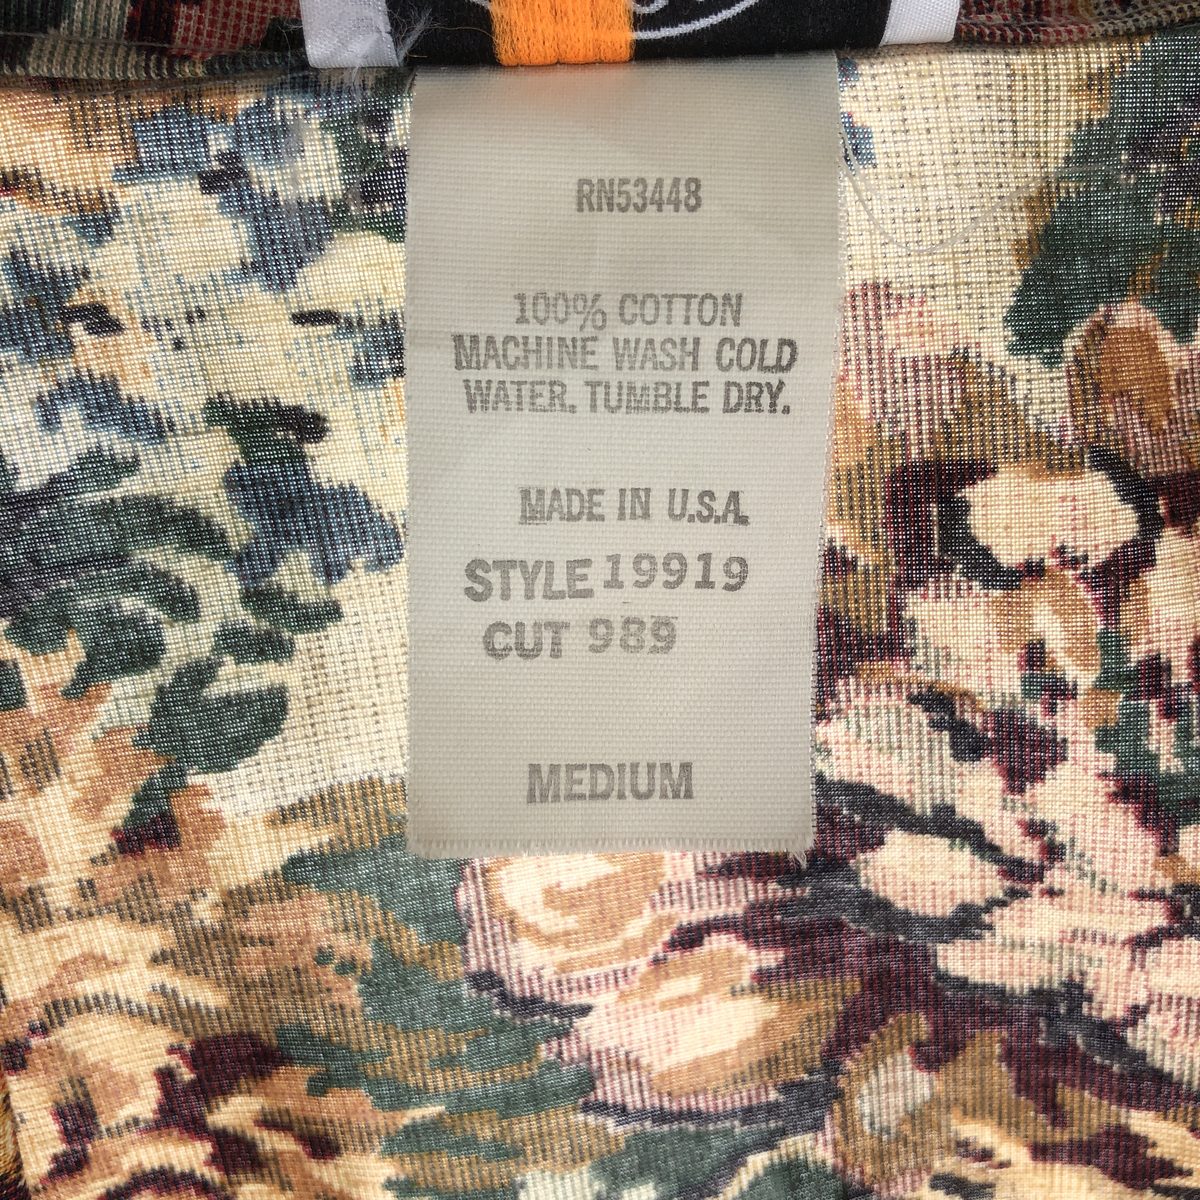 RN53448
100% COTTON
MACHINE WASH COLD
WATER. TUMBLE DRY.
MADE IN U.S.A.
STYLE 19919
CUT 989
MEDIUM